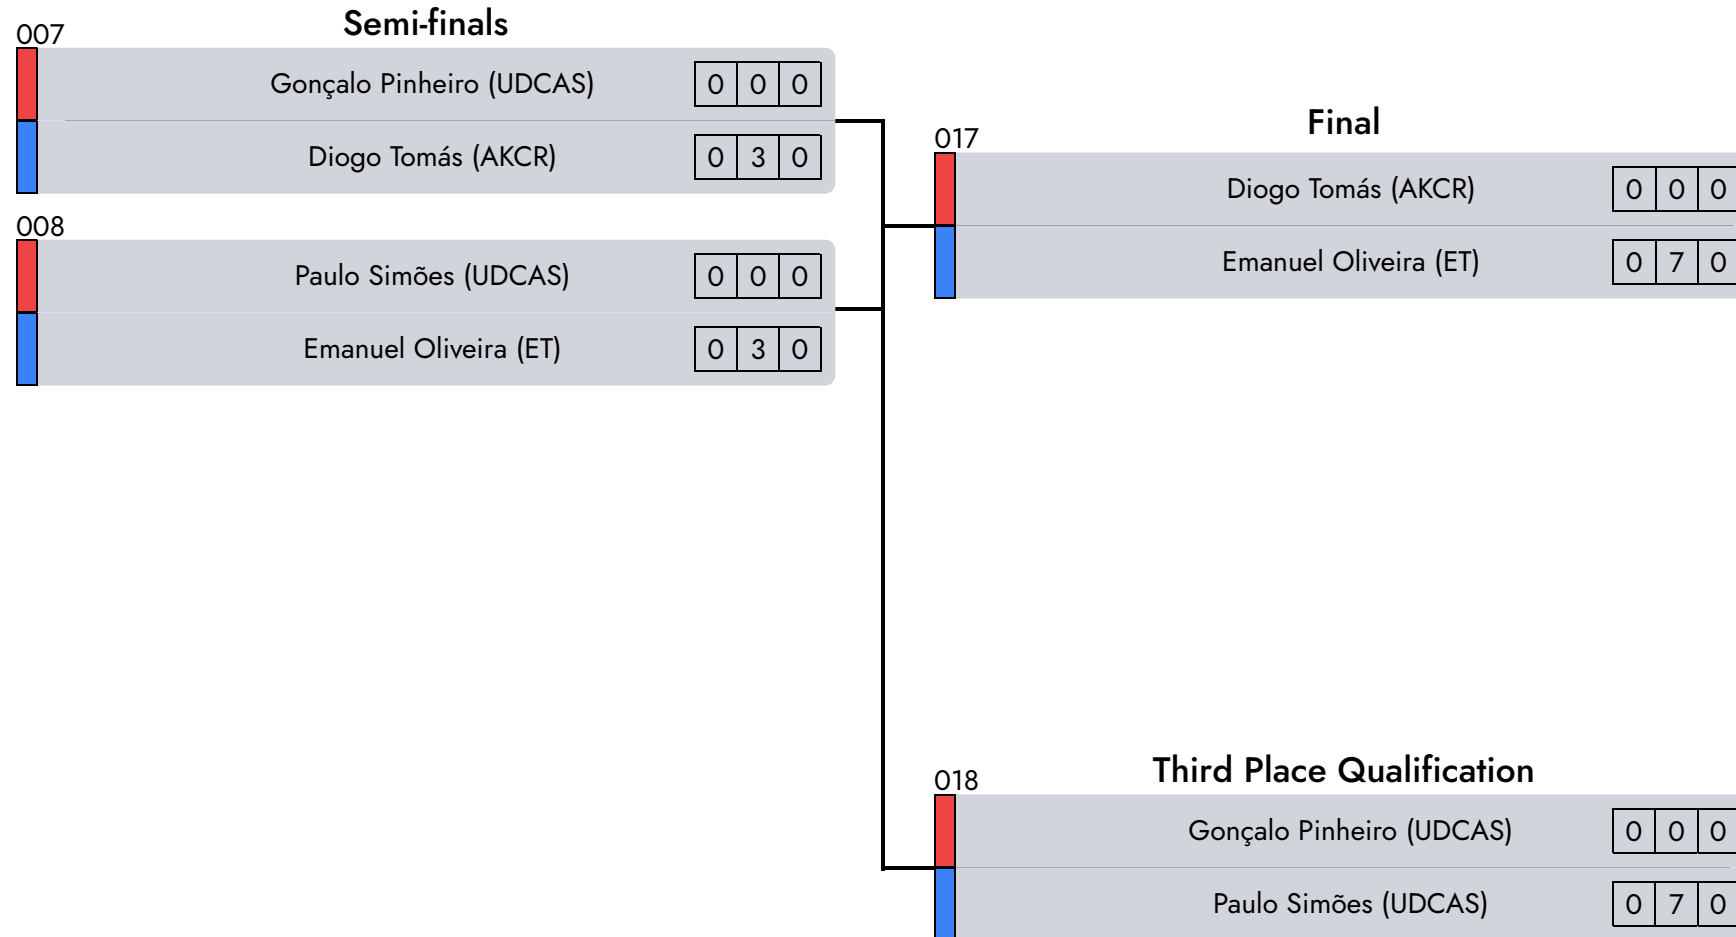 Semi-finals
007
Gonçalo Pinheiro (UDCAS) 0 0 0
Diogo Tomás (AKCR) 0 3 0
008
Paulo Simões (UDCAS) 0 0 0
Emanuel Oliveira (ET) 0 3 0
Final
017
Diogo Tomás (AKCR) 0 0 0
Emanuel Oliveira (ET) 0 7 0
Third Place Qualification
018
Gonçalo Pinheiro (UDCAS) 0 0 0
Paulo Simões (UDCAS) 0 7 0